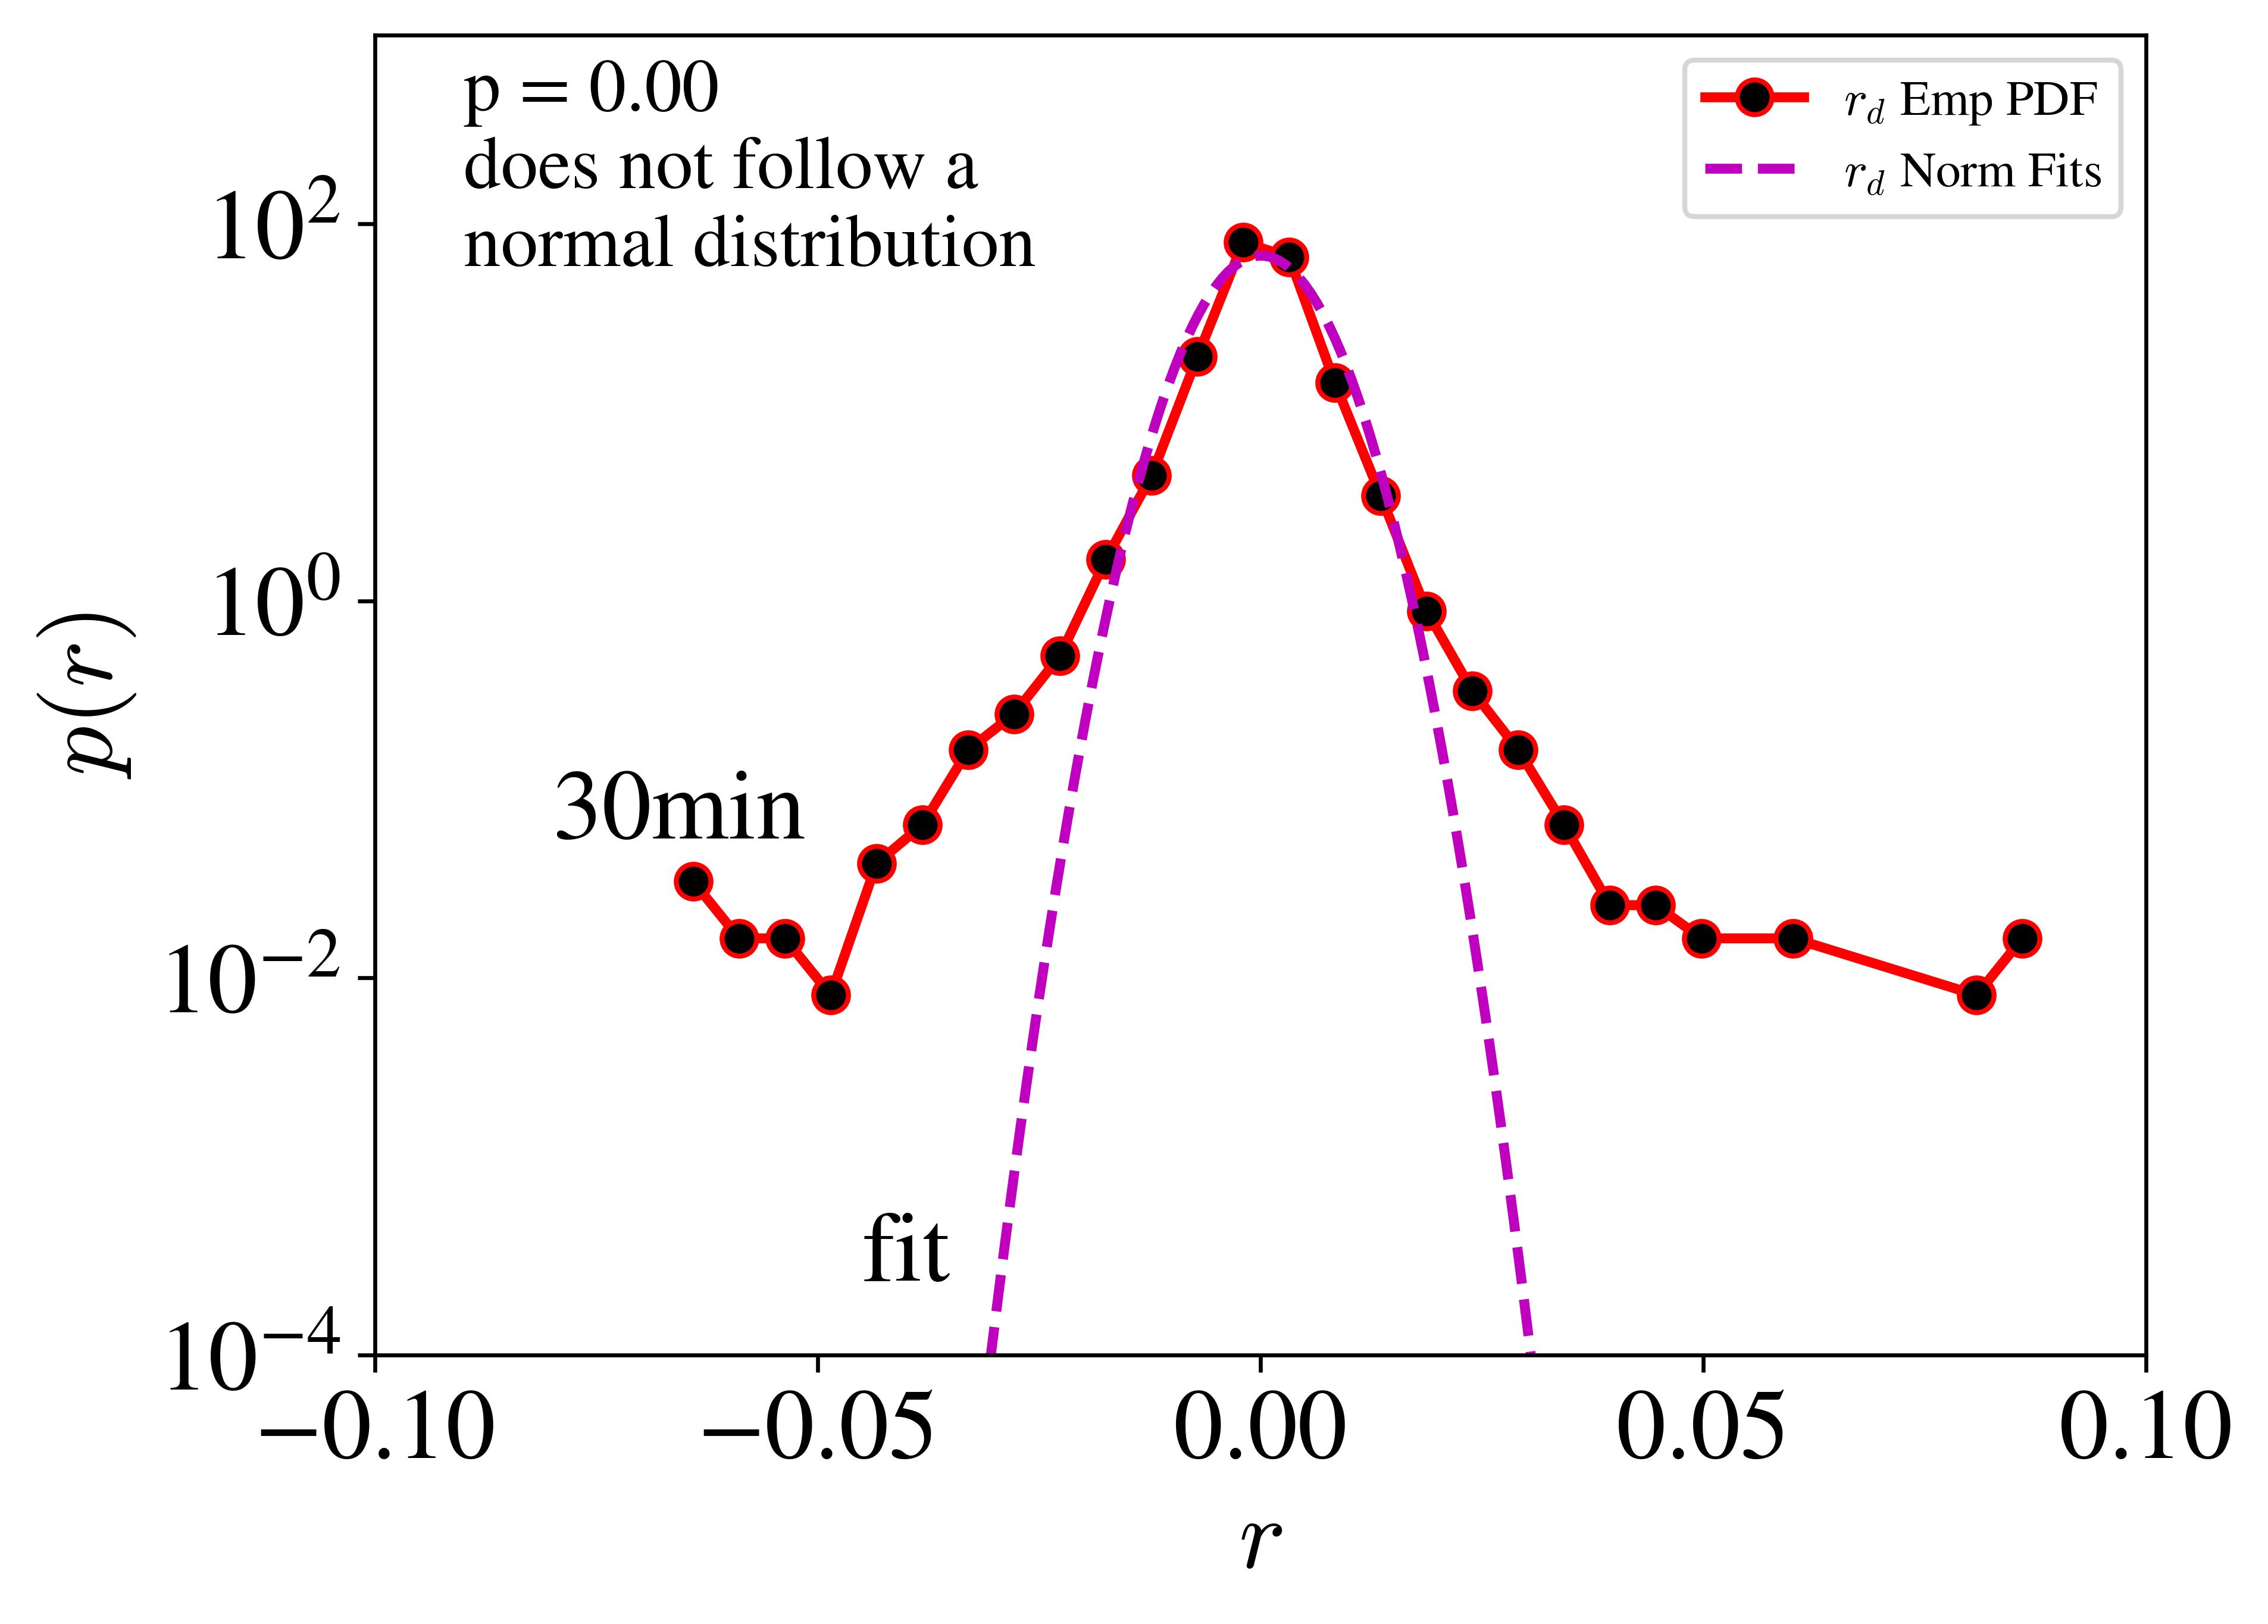 p = 0.00
does not follow a
normal distribution
r_d Emp PDF
r_d Norm Fits
10^2
10^0
10^−2
10^−4
p(r)
30min
fit
−0.10 −0.05 0.00 0.05 0.10
r